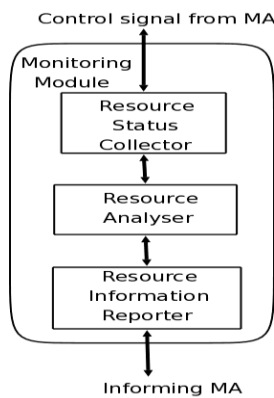 Control signal from MA
Monitoring
Module
Resource
Status
Collector
Resource
Analyser
Resource
Information
Reporter
Informing MA